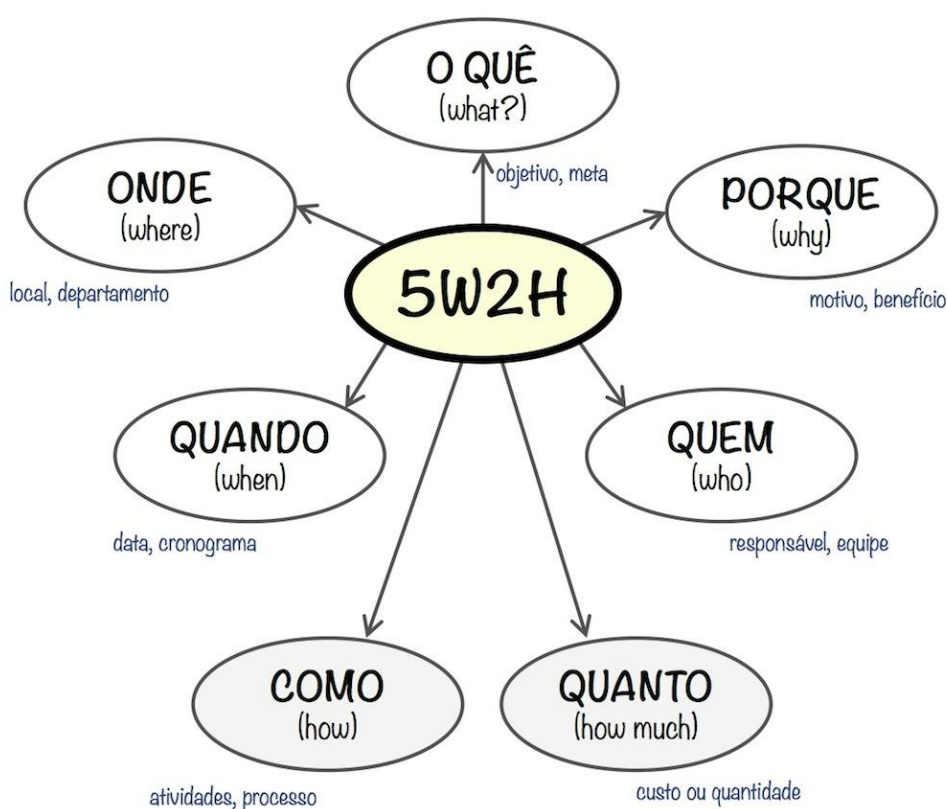 O QUÊ
(what?)
objetivo, meta
ONDE
(where)
local, departamento
PORQUE
(why)
motivo, benefício
5W2H
QUANDO
(when)
data, cronograma
QUEM
(who)
responsável, equipe
COMO
(how)
atividades, processo
QUANTO
(how much)
custo ou quantidade